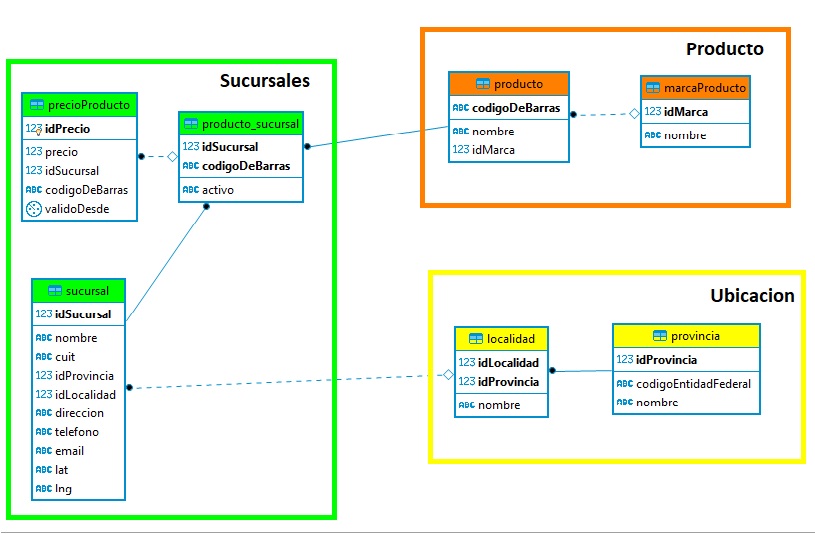 Sucursales
precioProducto
123 idPrecio
123 precio
123 idSucursal
ABC codigoDeBarras
validoDesde
producto_sucursal
123 idSucursal
ABC codigoDeBarras
ABC activo
sucursal
123 idSucursal
ABC nombre
ABC cuit
123 idProvincia
123 idLocalidad
ABC direccion
ABC telefono
ABC email
ABC lat
ABC lng
Producto
producto
ABC codigoDeBarras
ABC nombre
123 idMarca
marcaProducto
123 idMarca
ABC nombre
Ubicacion
localidad
123 idLocalidad
123 idProvincia
ABC nombre
provincia
123 idProvincia
ABC codigoEntidadFederal
ABC nombre